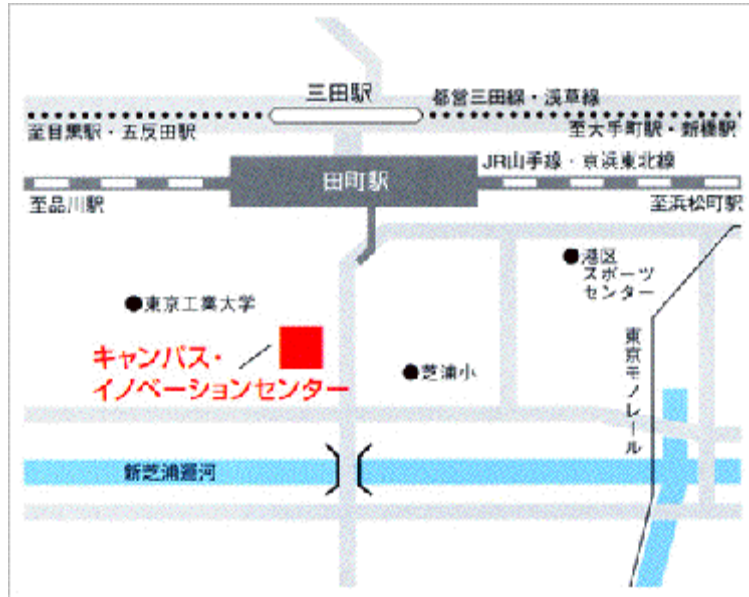 三田駅
都営三田線・浅草線
至目黒駅・五反田駅
至大手町駅・新橋駅
田町駅
JR山手線・京浜東北線
至品川駅
至浜松町駅
●港区
スポーツ
センター
●東京工業大学
東京モノレール
キャンパス・
イノベーションセンター
●芝浦小
新芝浦運河